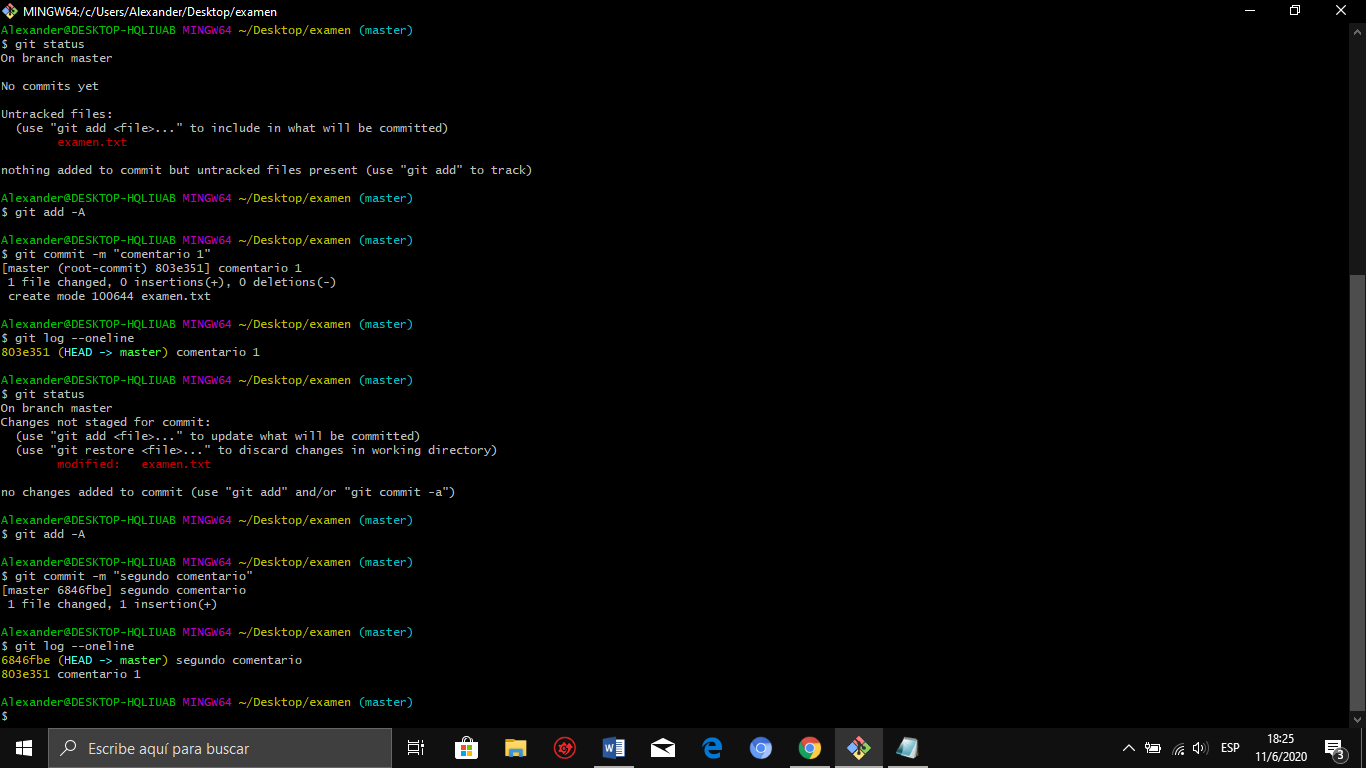 MINGW64:/c/Users/Alexander/Desktop/examen
Alexander@DESKTOP-HQLIUAB MINGW64 ~/Desktop/examen (master)
$ git status
On branch master

No commits yet

Untracked files:
  (use "git add <file>..." to include in what will be committed)
        examen.txt

nothing added to commit but untracked files present (use "git add" to track)

Alexander@DESKTOP-HQLIUAB MINGW64 ~/Desktop/examen (master)
$ git add -A

Alexander@DESKTOP-HQLIUAB MINGW64 ~/Desktop/examen (master)
$ git commit -m "comentario 1"
[master (root-commit) 803e351] comentario 1
 1 file changed, 0 insertions(+), 0 deletions(-)
 create mode 100644 examen.txt

Alexander@DESKTOP-HQLIUAB MINGW64 ~/Desktop/examen (master)
$ git log --oneline
803e351 (HEAD -> master) comentario 1

Alexander@DESKTOP-HQLIUAB MINGW64 ~/Desktop/examen (master)
$ git status
On branch master
Changes not staged for commit:
  (use "git add <file>..." to update what will be committed)
  (use "git restore <file>..." to discard changes in working directory)
        modified:   examen.txt

no changes added to commit (use "git add" and/or "git commit -a")

Alexander@DESKTOP-HQLIUAB MINGW64 ~/Desktop/examen (master)
$ git add -A

Alexander@DESKTOP-HQLIUAB MINGW64 ~/Desktop/examen (master)
$ git commit -m "segundo comentario"
[master 6846fbe] segundo comentario
 1 file changed, 1 insertion(+)

Alexander@DESKTOP-HQLIUAB MINGW64 ~/Desktop/examen (master)
$ git log --oneline
6846fbe (HEAD -> master) segundo comentario
803e351 comentario 1

Alexander@DESKTOP-HQLIUAB MINGW64 ~/Desktop/examen (master)
$
Escribe aquí para buscar
ESP
18:25
11/6/2020
3